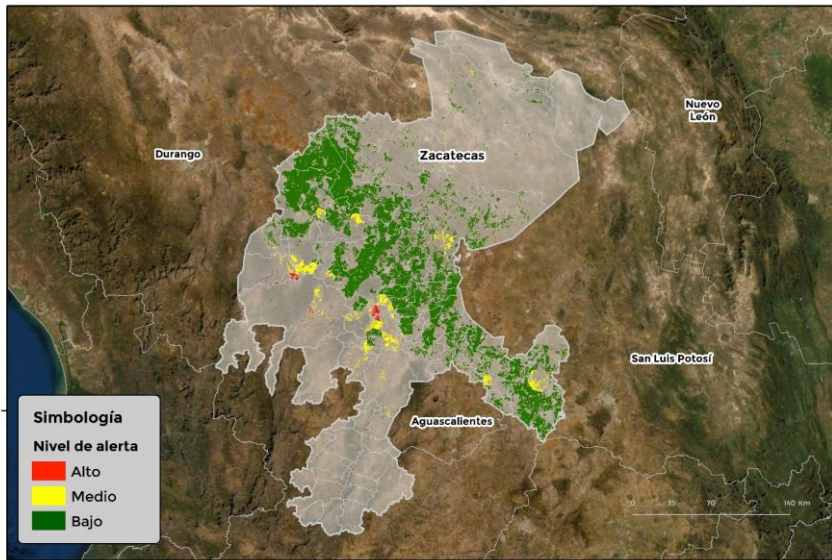 Nuevo
León
Durango
Zacatecas
San Luis Potosí
Aguascalientes
Simbología
Nivel de alerta
Alto
Medio
Bajo
0 35 70 140 Km